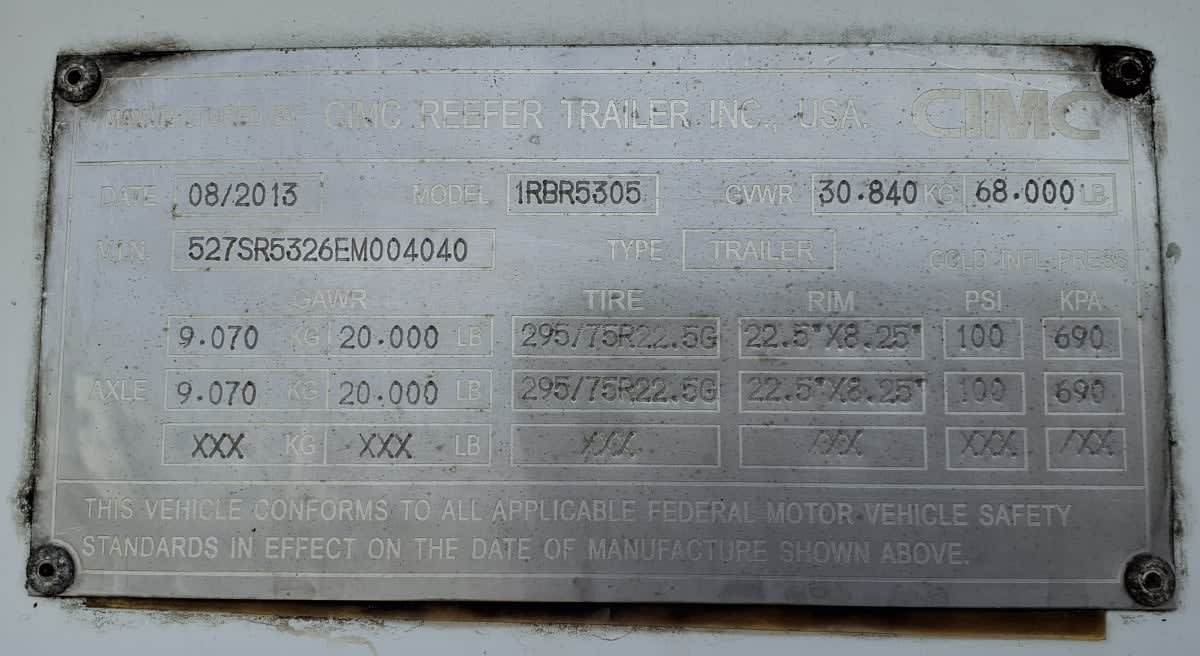 MANUFACTURED BY CIMC REEFER TRAILER INC., USA. CIMC
DATE 08/2013 MODEL 1RBR5305 GVWR 30.840 KG 68.000 LB
V.I.N. 527SR5326EM004040 TYPE TRAILER COLD INFL. PRESS
GAWR TIRE RIM PSI KPA
9.070 KG 20.000 LB 295/75R22.5G 22.5"X8.25" 100 690
AXLE 9.070 KG 20.000 LB 295/75R22.5G 22.5"X8.25" 100 690
XXX KG XXX LB XXX XXX XXX XXX
THIS VEHICLE CONFORMS TO ALL APPLICABLE FEDERAL MOTOR VEHICLE SAFETY
STANDARDS IN EFFECT ON THE DATE OF MANUFACTURE SHOWN ABOVE.